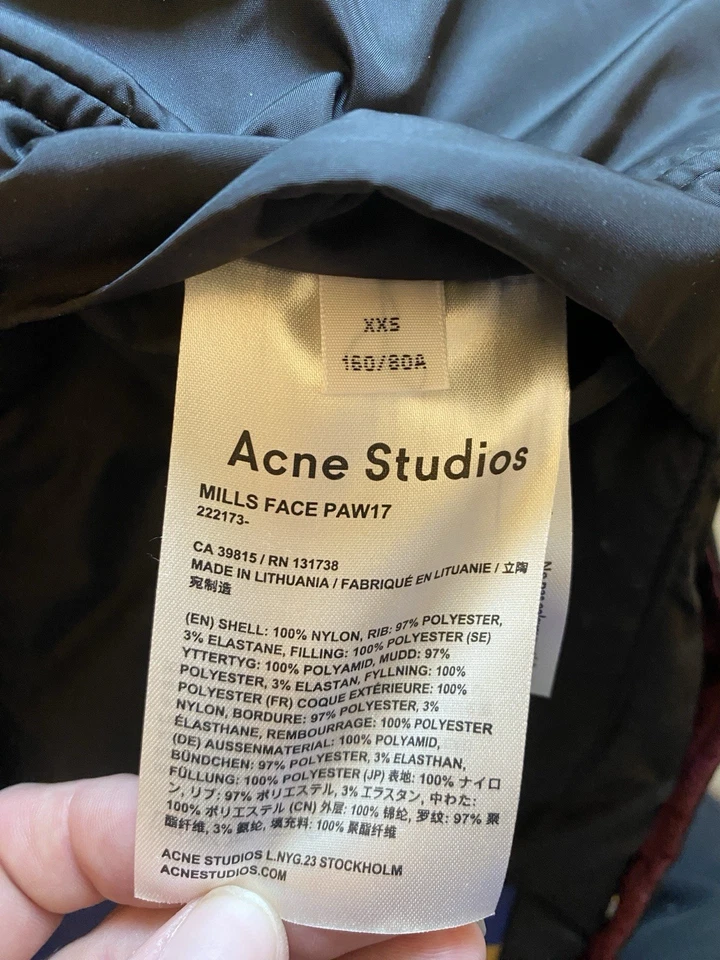 XXS
160/80A
Acne Studios
MILLS FACE PAW17
222173-
CA 39815 / RN 131738
MADE IN LITHUANIA / FABRIQUÉ EN LITUANIE / 立陶
宛制造
(EN) SHELL: 100% NYLON, RIB: 97% POLYESTER,
3% ELASTANE, FILLING: 100% POLYESTER (SE)
YTTERTYG: 100% POLYAMID, MUDD: 97%
POLYESTER, 3% ELASTAN, FYLLNING: 100%
POLYESTER (FR) COQUE EXTÉRIEURE: 100%
NYLON, BORDURE: 97% POLYESTER, 3%
ÉLASTHANE, REMBOURRAGE: 100% POLYESTER
(DE) AUSSENMATERIAL: 100% POLYAMID,
BÜNDCHEN: 97% POLYESTER, 3% ELASTHAN,
FÜLLUNG: 100% POLYESTER (JP) 表地: 100% ナイロ
ン, リブ: 97% ポリエステル, 3% エラスタン, 中わた:
100% ポリエステル (CN) 外层: 100% 锦纶, 罗纹: 97% 聚
酯纤维, 3% 氨纶, 填充料: 100% 聚酯纤维
ACNE STUDIOS L.NYG.23 STOCKHOLM
ACNESTUDIOS.COM